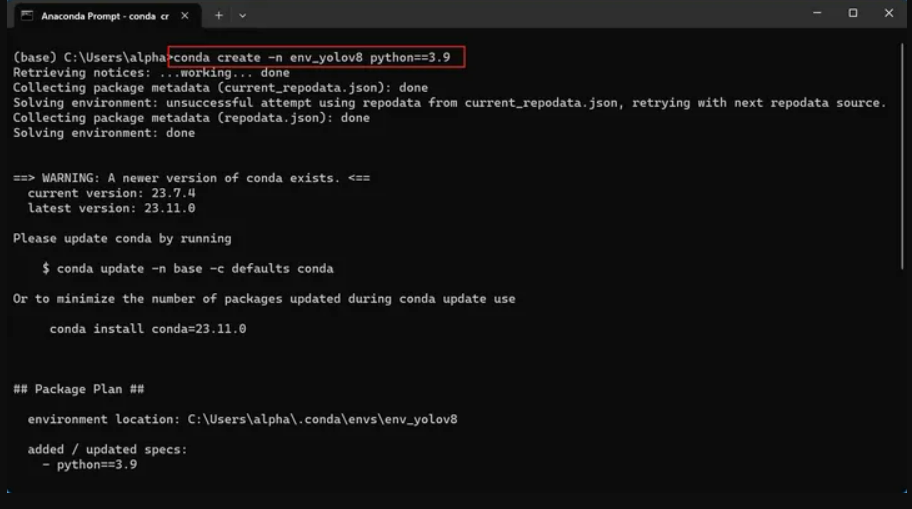 Anaconda Prompt - conda cr
(base) C:\Users\alpha>conda create -n env_yolov8 python==3.9
Retrieving notices: ...working... done
Collecting package metadata (current_repodata.json): done
Solving environment: unsuccessful attempt using repodata from current_repodata.json, retrying with next repodata source.
Collecting package metadata (repodata.json): done
Solving environment: done
==> WARNING: A newer version of conda exists. <==
current version: 23.7.4
latest version: 23.11.0
Please update conda by running
$ conda update -n base -c defaults conda
Or to minimize the number of packages updated during conda update use
conda install conda=23.11.0
## Package Plan ##
environment location: C:\Users\alpha\.conda\envs\env_yolov8
added / updated specs:
- python==3.9